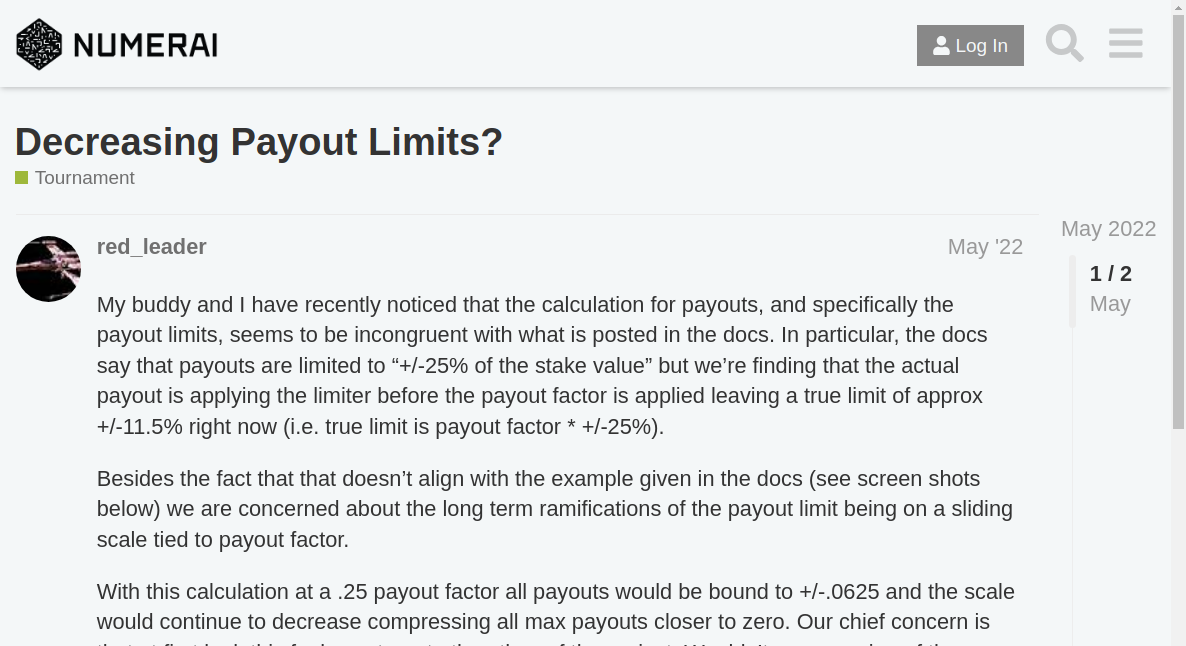 NUMERAI
Log In
Decreasing Payout Limits?
Tournament
red_leader
May '22
May 2022
1 / 2
May
My buddy and I have recently noticed that the calculation for payouts, and specifically the
payout limits, seems to be incongruent with what is posted in the docs. In particular, the docs
say that payouts are limited to “+/-25% of the stake value” but we’re finding that the actual
payout is applying the limiter before the payout factor is applied leaving a true limit of approx
+/-11.5% right now (i.e. true limit is payout factor * +/-25%).
Besides the fact that that doesn’t align with the example given in the docs (see screen shots
below) we are concerned about the long term ramifications of the payout limit being on a sliding
scale tied to payout factor.
With this calculation at a .25 payout factor all payouts would be bound to +/-.0625 and the scale
would continue to decrease compressing all max payouts closer to zero. Our chief concern is